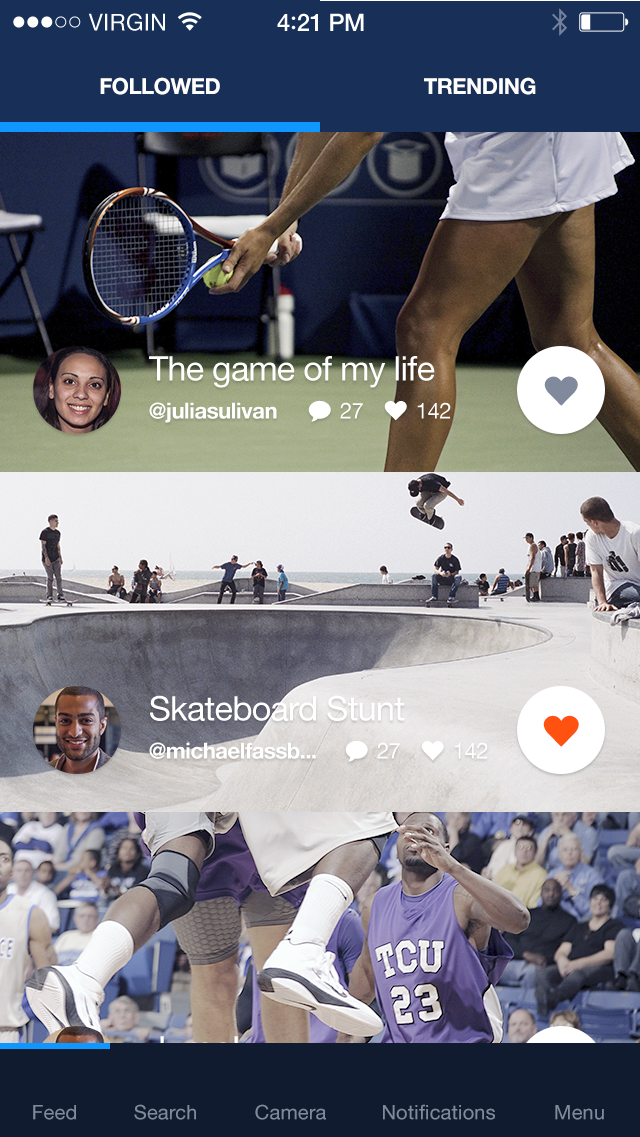 VIRGIN 4:21 PM
FOLLOWED TRENDING
The game of my life
@juliasulivan 27 142
Skateboard Stunt
@michaelfassb... 27 142
TCU
23
Feed Search Camera Notifications Menu